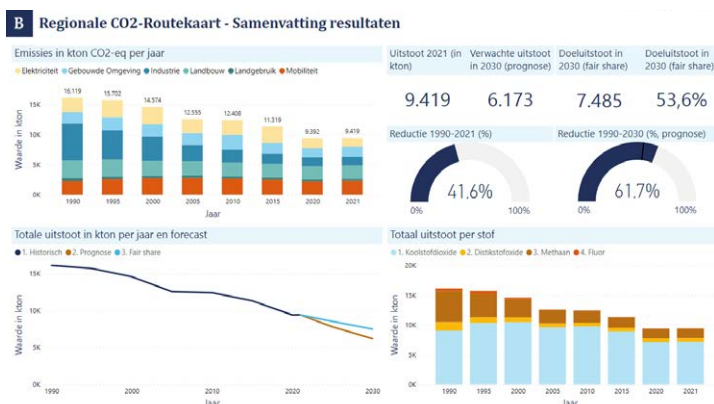 B Regionale CO2-Routekaart - Samenvatting resultaten
Emissies in kton CO2-eq per jaar
Elektriciteit Gebouwde Omgeving Industrie Landbouw Landgebruik Mobiliteit
16.119 15.702 14.574 12.555 12.408 11.319 9.392 9.419
15K
10K
5K
0K
Waarde in kton
1990 1995 2000 2005 2010 2015 2020 2021
Jaar
Uitstoot 2021 (in kton)
9.419
Verwachte uitstoot in 2030 (prognose)
6.173
Doeluitstoot in 2030 (fair share)
7.485
Doeluitstoot in 2030 (fair share)
53,6%
Reductie 1990-2021 (%)
41.6%
0% 100%
Reductie 1990-2030 (%, prognose)
61.7%
0% 100%
Totale uitstoot in kton per jaar en forecast
1. Historisch 2. Prognose 3. Fair share
15K
10K
5K
0K
Waarde in kton
1990 2000 2010 2020 2030
Jaar
Totaal uitstoot per stof
1. Koolstofdioxide 2. Distikstofoxide 3. Methaan 4. Fluor
20K
15K
10K
5K
0K
Waarde in kton
1990 1995 2000 2005 2010 2015 2020 2021
Jaar